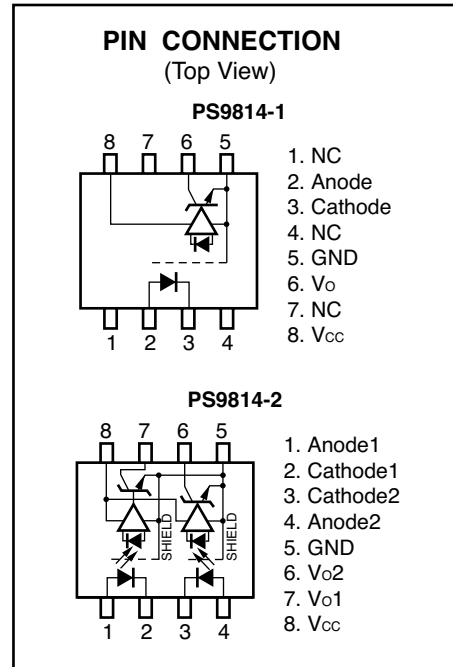 PIN CONNECTION
(Top View)
PS9814-1
8 7 6 5
1 2 3 4
1. NC
2. Anode
3. Cathode
4. NC
5. GND
6. VO
7. NC
8. VCC
PS9814-2
8 7 6 5
SHIELD SHIELD
1 2 3 4
1. Anode1
2. Cathode1
3. Cathode2
4. Anode2
5. GND
6. VO2
7. VO1
8. VCC